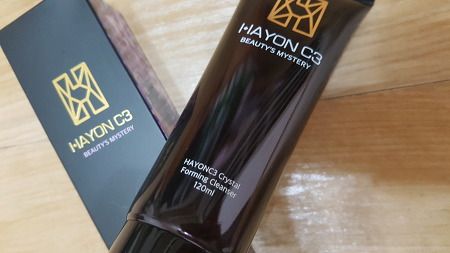 HAYON C3
BEAUTY'S MYSTERY
HAYON C3
BEAUTY'S MYSTERY
HAYONC3 Crystal
Forming Cleanser
120ml